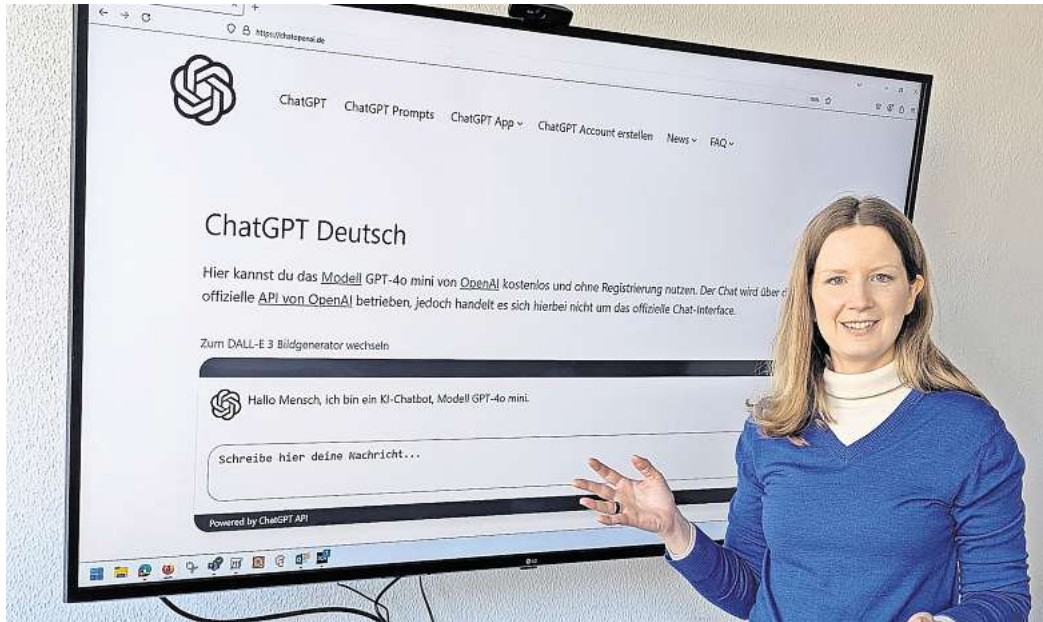 https://chatopenai.de
ChatGPT ChatGPT Prompts ChatGPT App ChatGPT Account erstellen News FAQ
ChatGPT Deutsch
Hier kannst du das Modell GPT-4o mini von OpenAI kostenlos und ohne Registrierung nutzen. Der Chat wird über
offizielle API von OpenAI betrieben, jedoch handelt es sich hierbei nicht um das offizielle Chat-Interface.
Zum DALL-E 3 Bildgenerator wechseln
Hallo Mensch, ich bin ein KI-Chatbot, Modell GPT-4o mini.
Schreibe hier deine Nachricht...
Powered by ChatGPT API
LG